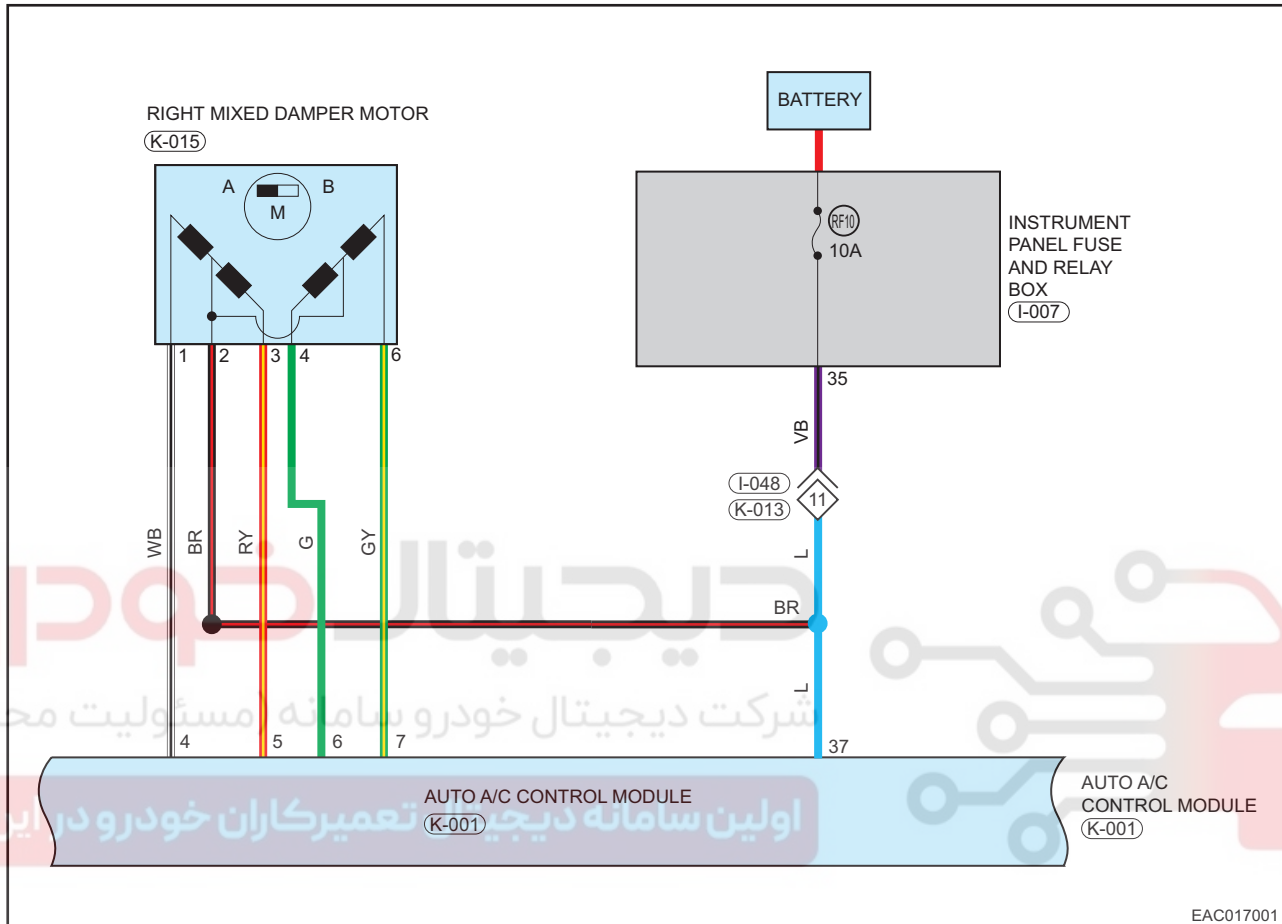 BATTERY
RIGHT MIXED DAMPER MOTOR
K-015
A
B
M
RF10
10A
INSTRUMENT
PANEL FUSE
AND RELAY
BOX
I-007
1
2
3
4
6
35
VB
I-048
K-013
11
WB
BR
RY
G
GY
L
BR
L
دیجیتال خودرو
شرکت دیجیتال خودرو سامانه (مسئولیت
4
5
6
7
37
AUTO A/C CONTROL MODULE
K-001
AUTO A/C
CONTROL MODULE
K-001
اولین سامانه دیجیتال تعمیرکاران خودرو در
EAC017001